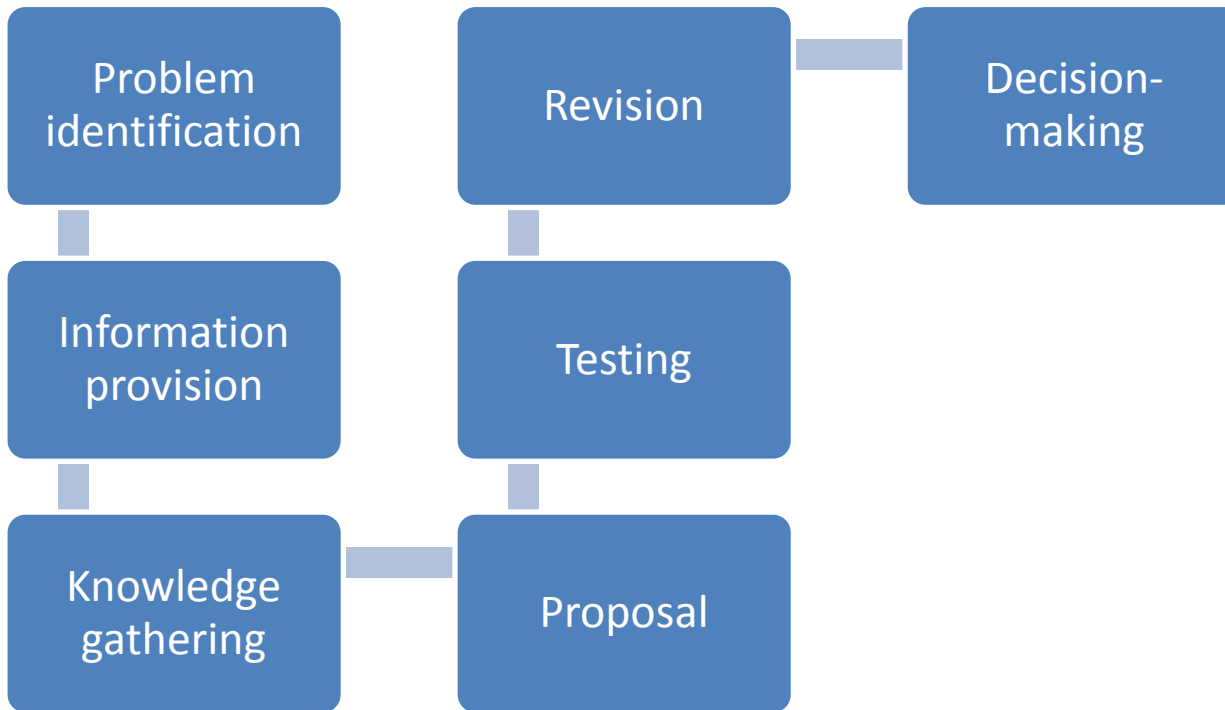 Problem
identification
Information
provision
Knowledge
gathering
Proposal
Testing
Revision
Decision-
making